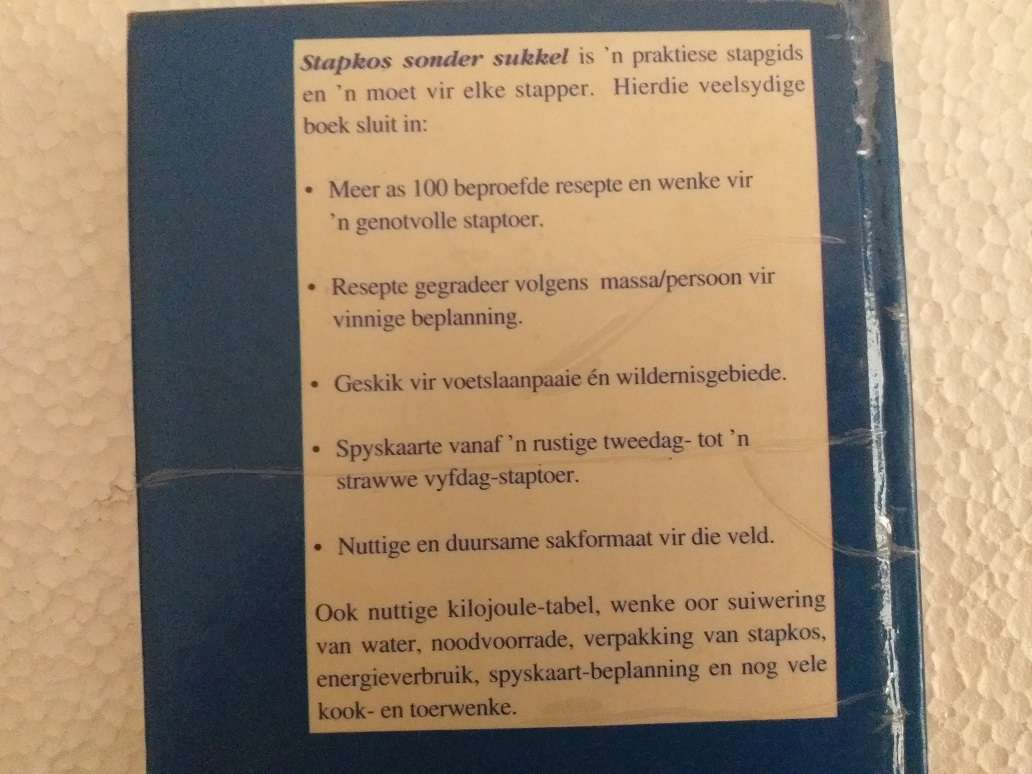 Stapkos sonder sukkel is ’n praktiese stapgids
en ’n moet vir elke stapper. Hierdie veelsydige
boek sluit in:
• Meer as 100 beproefde resepte en wenke vir
’n genotvolle staptoer.
• Resepte gegradeer volgens massa/persoon vir
vinnige beplanning.
• Geskik vir voetslaanpaaie én wildernisgebiede.
• Spyskaarte vanaf ’n rustige tweedag- tot ’n
strawwe vyfdag-staptoer.
• Nuttige en duursame sakformaat vir die veld.
Ook nuttige kilojoule-tabel, wenke oor suiwering
van water, noodvoorrade, verpakking van stapkos,
energieverbruik, spyskaart-beplanning en nog vele
kook- en toerwenke.